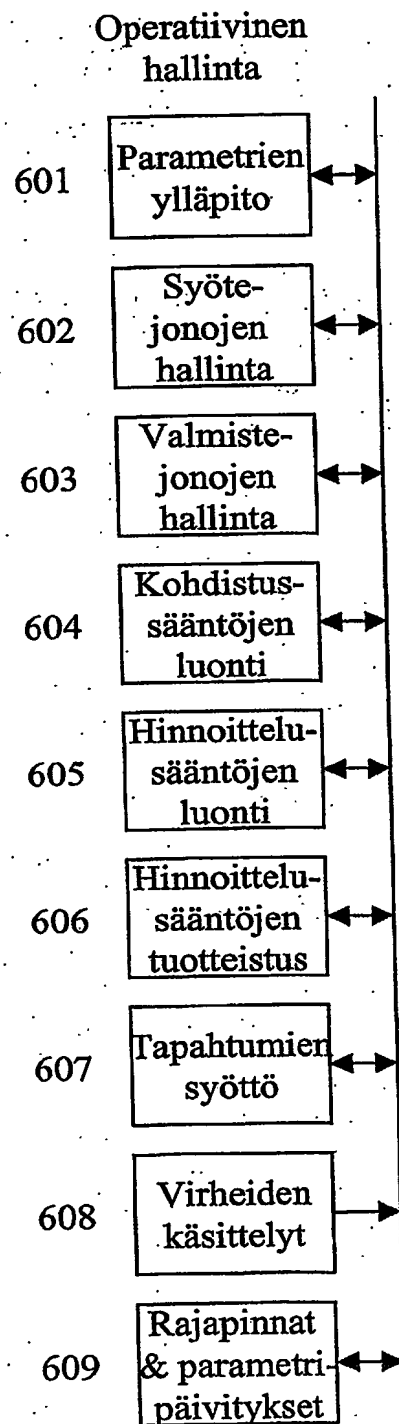 Operatiivinen
hallinta
601
Parametrien
ylläpito
602
Syöte-
jonojen
hallinta
603
Valmiste-
jonojen
hallinta
604
Kohdistus-
sääntöjen
luonti
605
Hinnoittelu-
sääntöjen
luonti
606
Hinnoittelu-
sääntöjen
tuotteistus
607
Tapahtumien
syöttö
608
Virheiden
käsittelyt
609
Rajapinnat
& parametri-
päivitykset